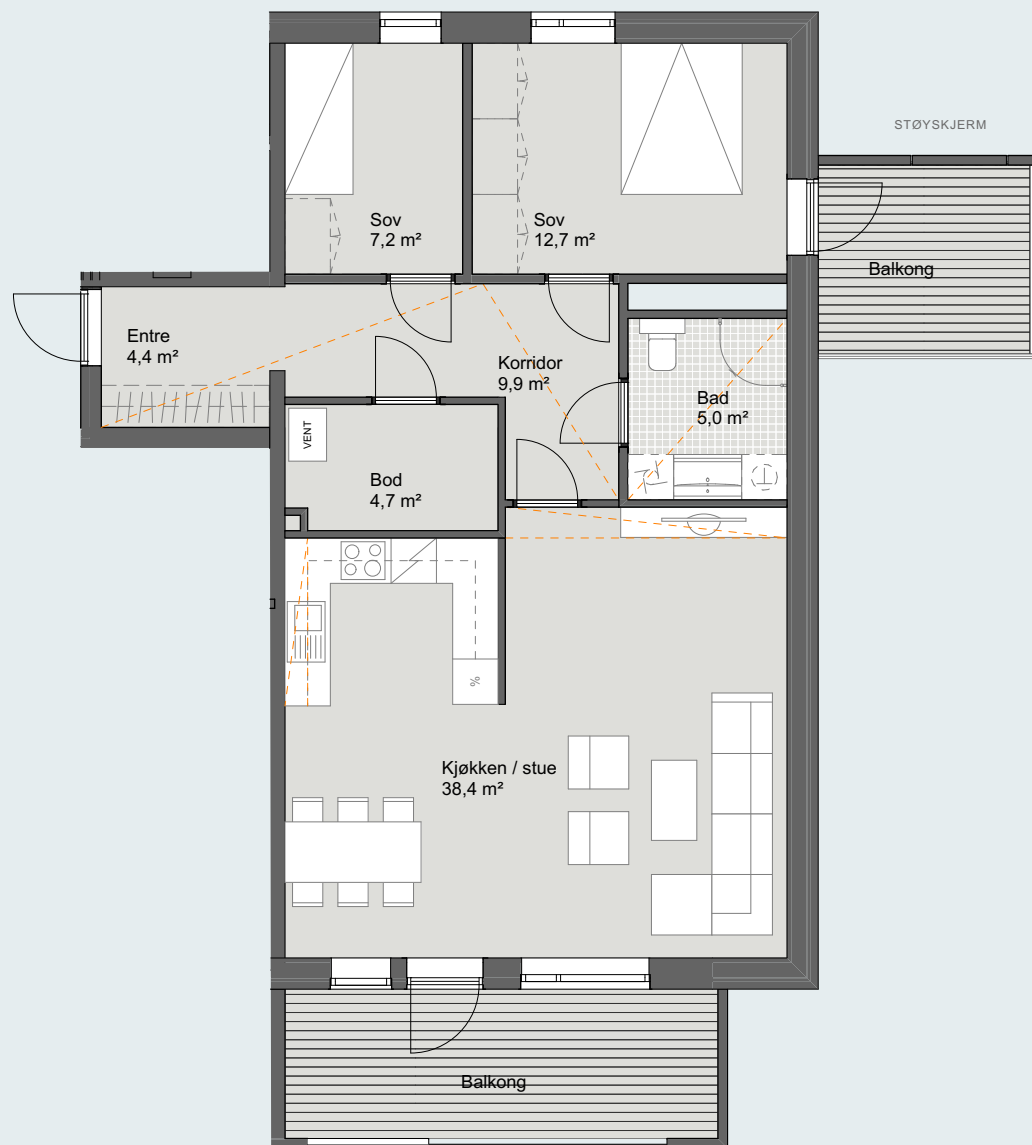 STØYSKJERM
Sov
7,2 m²
Sov
12,7 m²
Balkong
Entre
4,4 m²
Korridor
9,9 m²
Bad
5,0 m²
VENT
Bod
4,7 m²
%
Kjøkken / stue
38,4 m²
Balkong